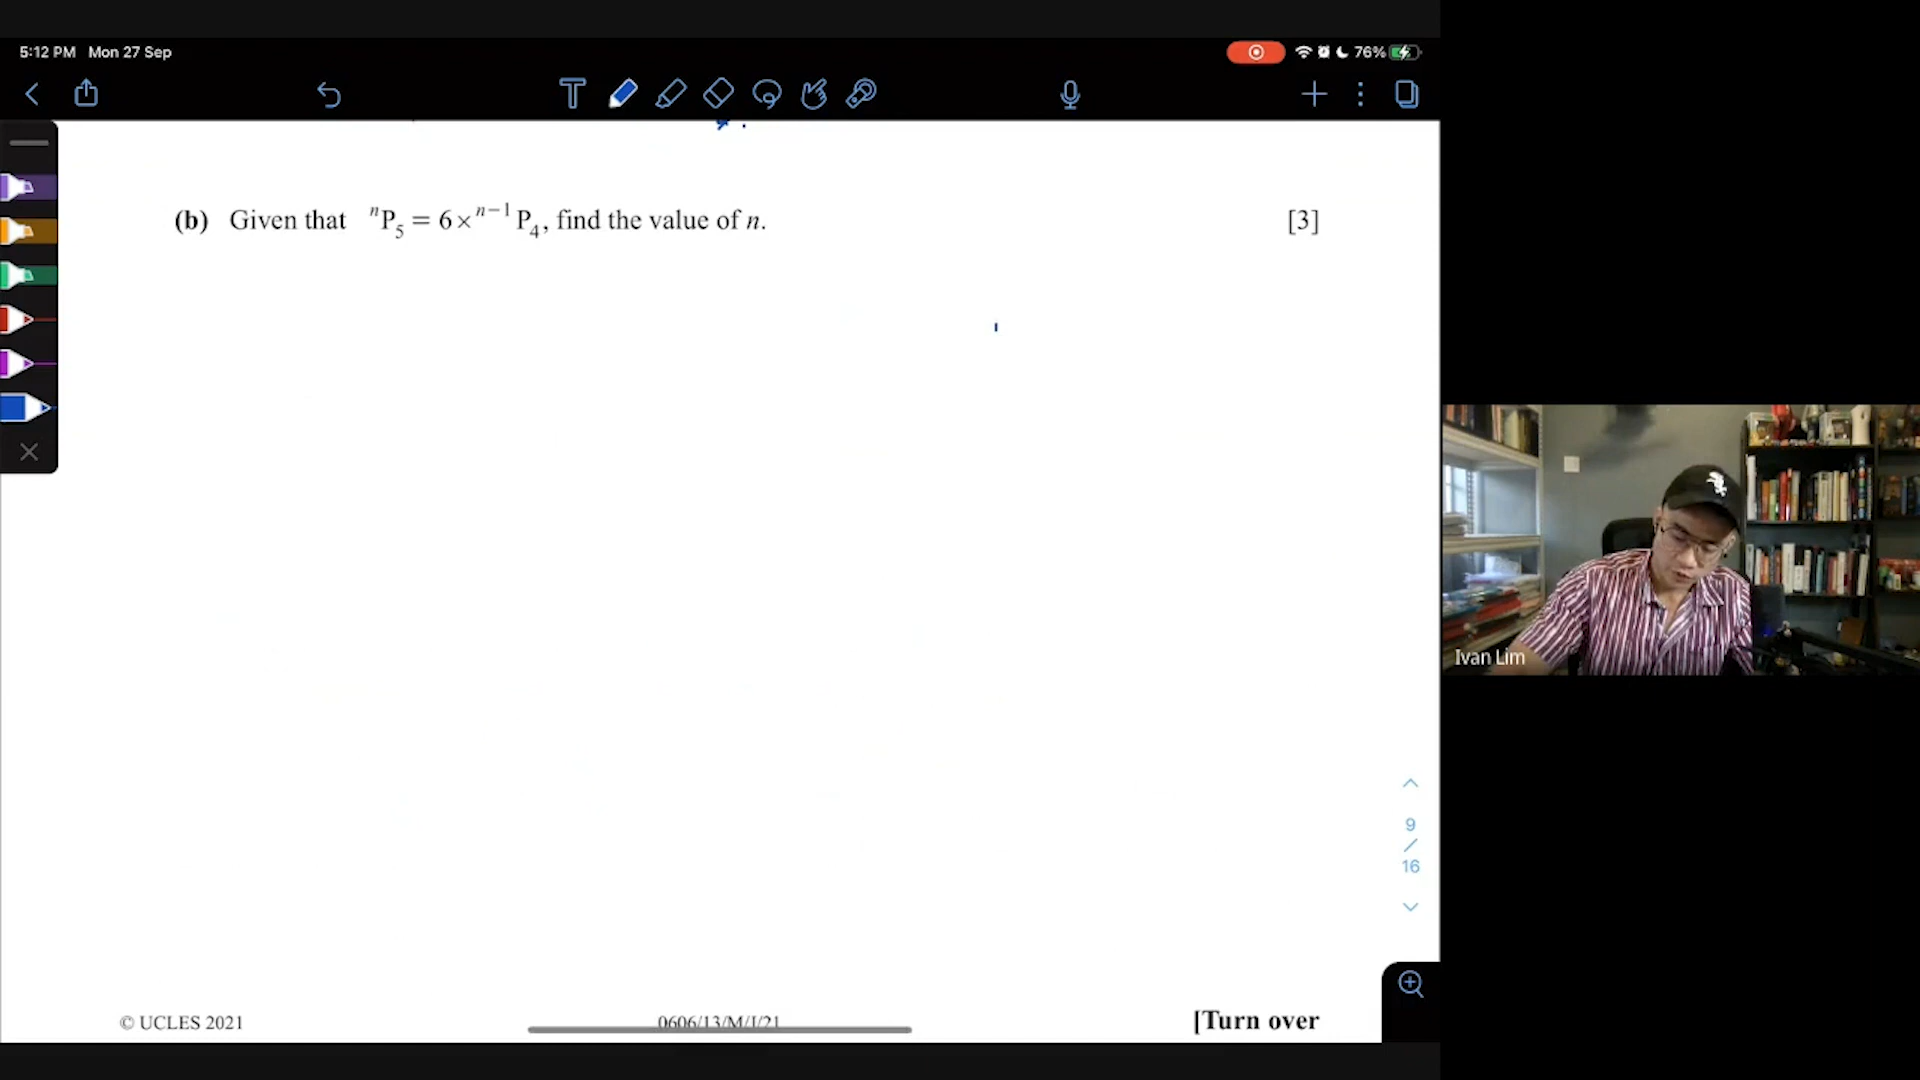 5:12 PM Mon 27 Sep
76%
(b) Given that ⁿP₅ = 6 × ⁿ⁻¹P₄, find the value of n. [3]
Ivan Lim
9
/
16
© UCLES 2021 0606/13/M/J/21 [Turn over